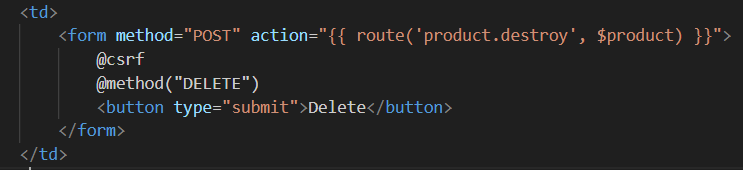 <td>
<form method="POST" action="{{ route('product.destroy', $product) }}">
@csrf
@method("DELETE")
<button type="submit">Delete</button>
</form>
</td>